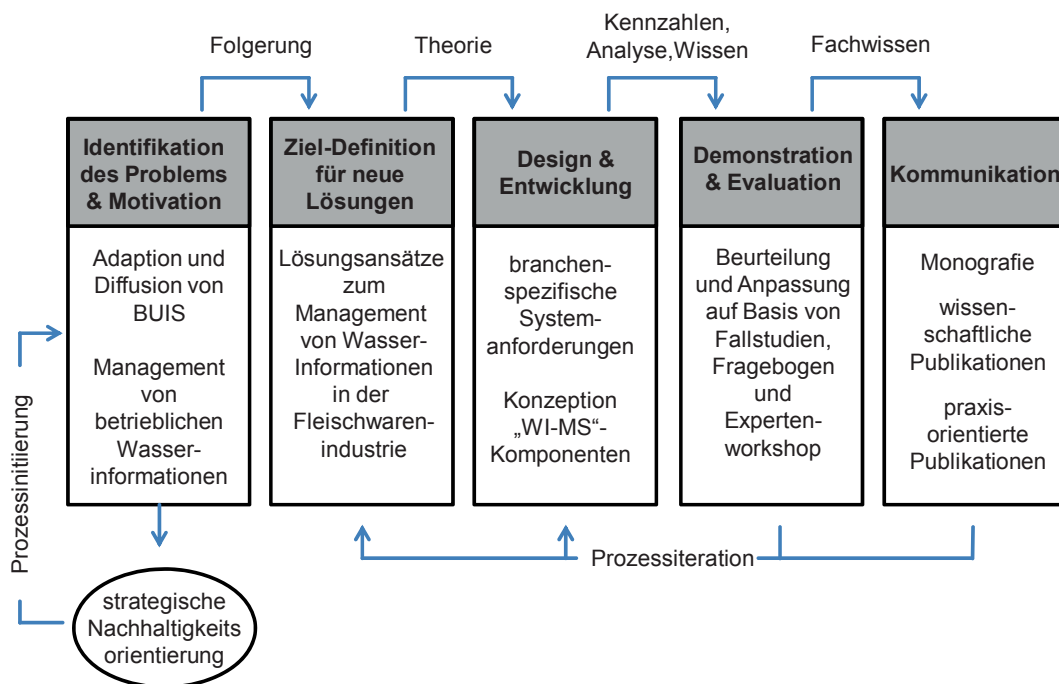 Folgerung
Theorie
Kennzahlen,
Analyse,Wissen
Fachwissen
Identifikation
des Problems
& Motivation
Adaption und
Diffusion von
BUIS
Management
von
betrieblichen
Wasser-
informationen
Ziel-Definition
für neue
Lösungen
Lösungsansätze
zum
Management
von Wasser-
Informationen
in der
Fleischwaren-
industrie
Design &
Entwicklung
branchen-
spezifische
System-
anforderungen
Konzeption
„WI-MS“-
Komponenten
Demonstration
& Evaluation
Beurteilung
und Anpassung
auf Basis von
Fallstudien,
Fragebogen
und
Experten-
workshop
Kommunikation
Monografie
wissen-
schaftliche
Publikationen
praxis-
orientierte
Publikationen
Prozessinitiierung
Prozessiteration
strategische
Nachhaltigkeits
orientierung